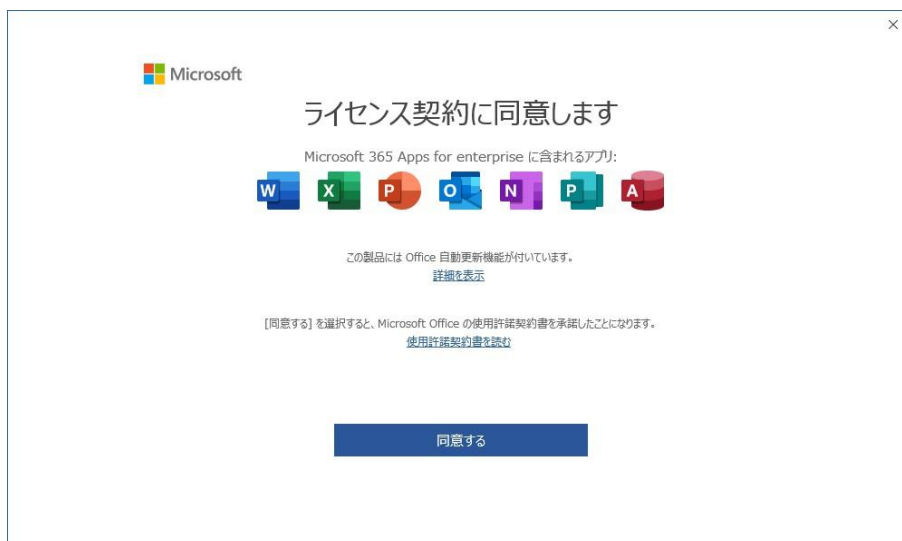 Microsoft
ライセンス契約に同意します
Microsoft 365 Apps for enterprise に含まれるアプリ:
W X P O N P A
この製品には Office 自動更新機能が付いています。
詳細を表示
[同意する] を選択すると、Microsoft Office の使用許諾契約書を承諾したことになります。
使用許諾契約書を読む
同意する